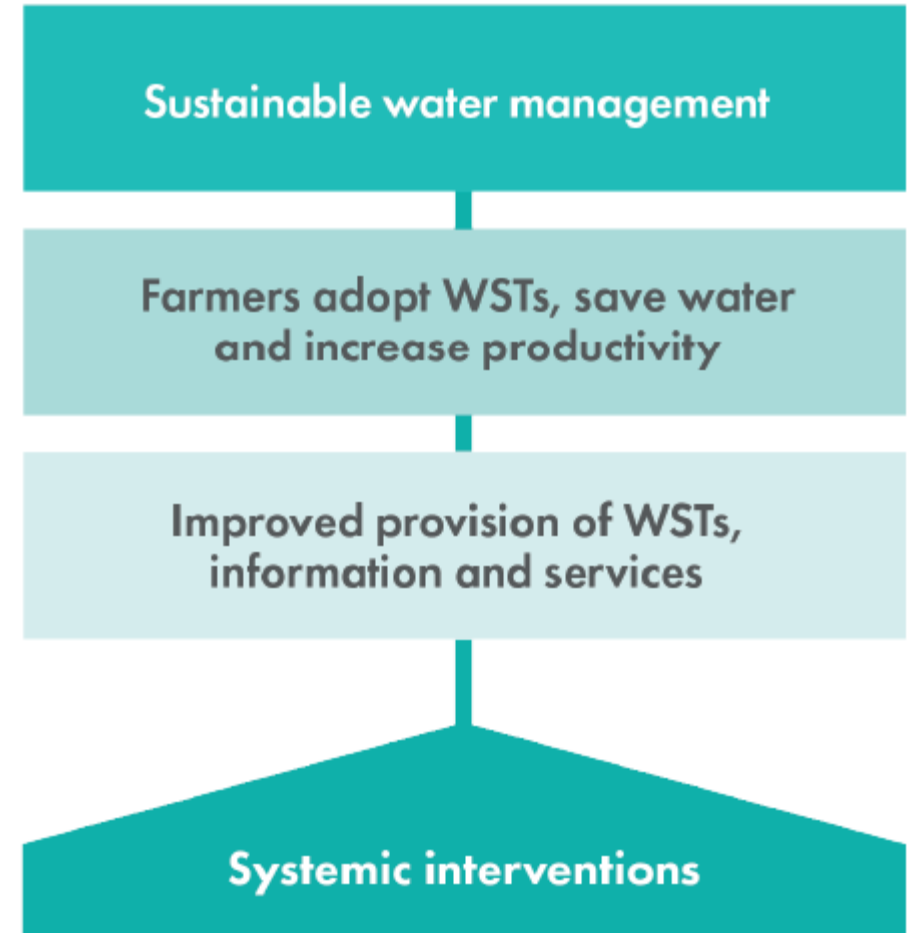 Sustainable water management
Farmers adopt WSTs, save water
and increase productivity
Improved provision of WSTs,
information and services
Systemic interventions